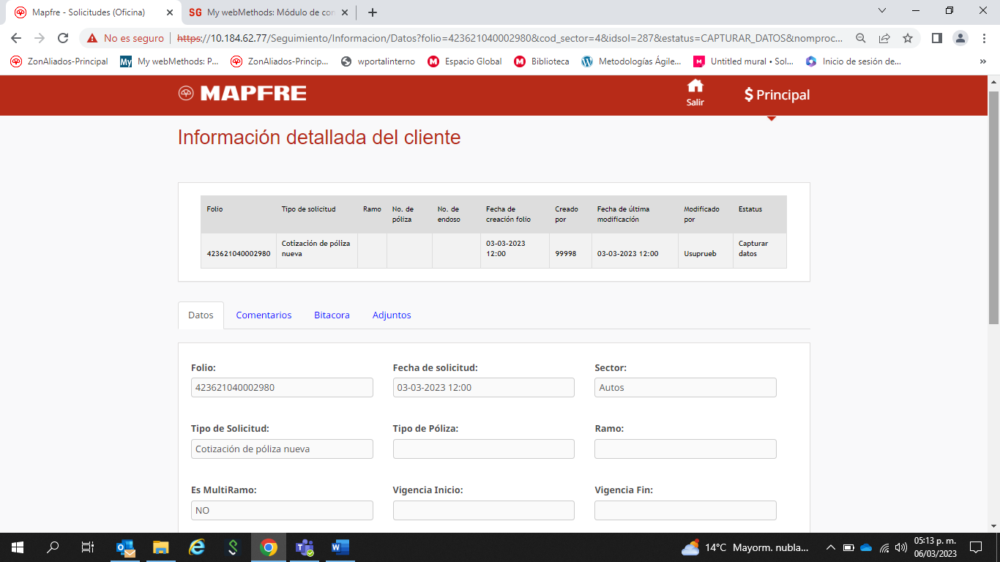 Mapfre - Solicitudes (Oficina)
SG My webMethods: Módulo de con
No es seguro https://10.184.62.77/Seguimiento/Informacion/Datos?folio=423621040002980&cod_sector=4&idsol=287&estatus=CAPTURAR_DATOS&nomproc...
ZonAliados-Principal My webMethods: P... ZonAliados-Princip... wportalinterno Espacio Global Biblioteca Metodologías Ágile... Untitled mural • Sol... Inicio de sesión de... »
MAPFRE
Salir
$ Principal
Información detallada del cliente
Folio Tipo de solicitud Ramo No. de póliza No. de endoso Fecha de creación folio Creado por Fecha de última modificación Modificado por Estatus
423621040002980 Cotización de póliza nueva 03-03-2023 12:00 99998 03-03-2023 12:00 Usuprueb Capturar datos
Datos Comentarios Bitacora Adjuntos
Folio: Fecha de solicitud: Sector:
423621040002980 03-03-2023 12:00 Autos
Tipo de Solicitud: Tipo de Póliza: Ramo:
Cotización de póliza nueva
Es MultiRamo: Vigencia Inicio: Vigencia Fin:
NO
14°C Mayorm. nubla...
05:13 p. m.
06/03/2023